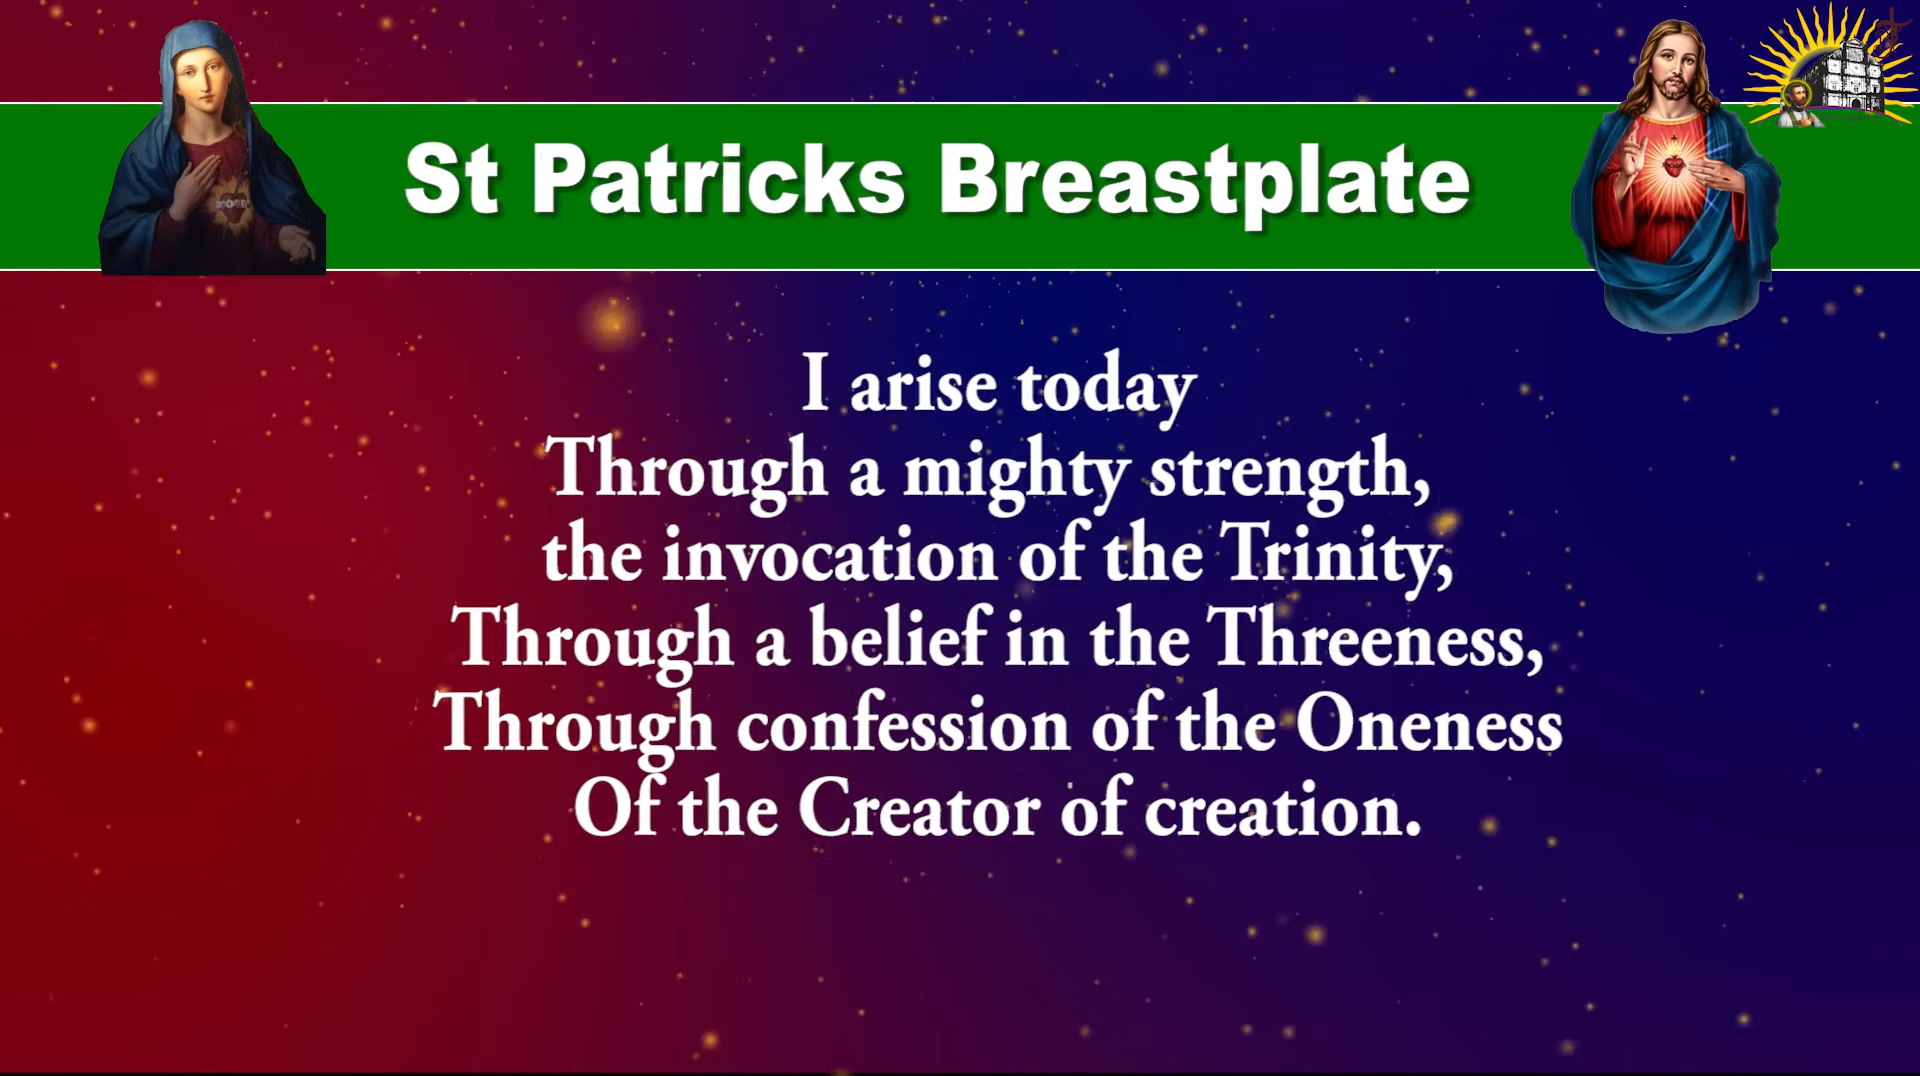 St Patricks Breastplate
I arise today
Through a mighty strength,
the invocation of the Trinity,
Through a belief in the Threeness,
Through confession of the Oneness
Of the Creator of creation.